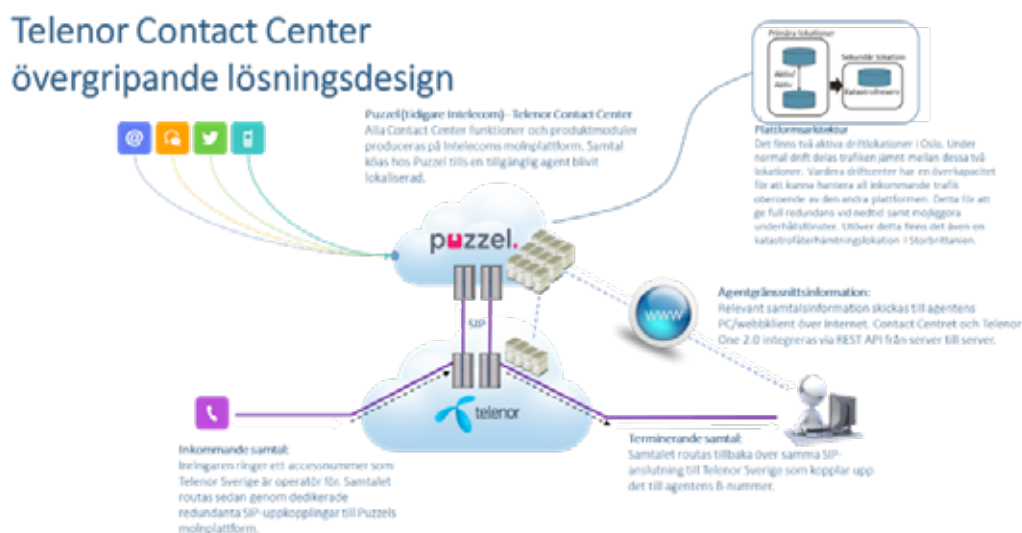 Telenor Contact Center
övergripande lösningsdesign
Primära lokationer
Aktiv/
Aktiv
Sekundär lokation
Katastrofreserv
Puzzel (tidigare Intelecom) - Telenor Contact Center
Alla Contact Center funktioner och produktmoduler
produceras på Intelecoms molnplattform. Samtal
köas hos Puzzel tills en tillgänglig agent blivit
lokaliserad.
Plattformsarkitektur
Det finns två aktiva driftlokationer i Oslo. Under
normal drift delas trafiken jämnt mellan dessa två
lokationer. Vardera driftcenter har en överkapacitet
för att kunna hantera all inkommande trafik
oberoende av den andra plattformen. Detta för att
ge full redundans vid nedtid samt möjliggöra
underhållsfönster. Utöver detta finns det även en
katastrofåterhämtningslokation i Storbrittanien.
@
puzzel.
SIP
WWW
Agentgränssnittsinformation:
Relevant samtalsinformation skickas till agentens
PC/webbklient över Internet. Contact Centret och Telenor
One 2.0 integreras via REST API från server till server.
telenor
Inkommande samtal:
Inringaren ringer ett accessnummer som
Telenor Sverige är operatör för. Samtalet
routas sedan genom dedikerade
redundanta SIP-uppkopplingar till Puzzels
molnplattform.
Terminerande samtal:
Samtalet routas tillbaka över samma SIP-
anslutning till Telenor Sverige som kopplar upp
det till agentens B-nummer.